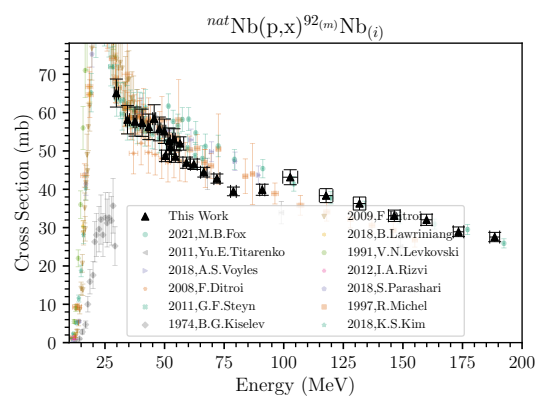 natNb(p,x)92(m)Nb(i)
Cross Section (mb)
70
60
50
40
30
20
10
0
This Work
2021,M.B.Fox
2011,Yu.E.Titarenko
2018,A.S.Voyles
2008,F.Ditroi
2011,G.F.Steyn
1974,B.G.Kiselev
2009,F.Ditroi
2018,B.Lawriniang
1991,V.N.Levkovski
2012,I.A.Rizvi
2018,S.Parashari
1997,R.Michel
2018,K.S.Kim
25 50 75 100 125 150 175 200
Energy (MeV)